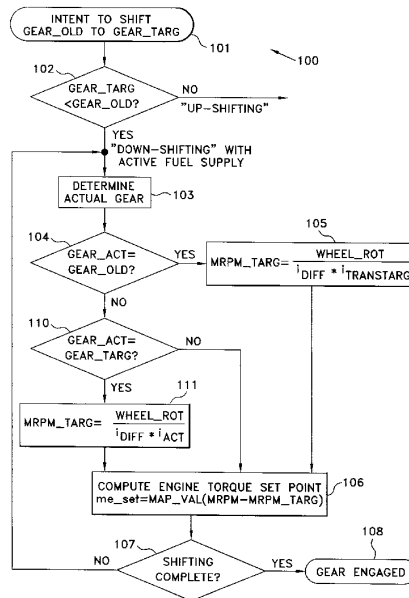 INTENT TO SHIFT
GEAR_OLD TO GEAR_TARG
101
100
102
GEAR_TARG
<GEAR_OLD?
NO
"UP-SHIFTING"
YES
"DOWN-SHIFTING" WITH
ACTIVE FUEL SUPPLY
DETERMINE
ACTUAL GEAR
103
104
GEAR_ACT=
GEAR_OLD?
YES
105
MRPM_TARG= WHEEL_ROT
iDIFF * iTRANSTARG
NO
110
GEAR_ACT=
GEAR_TARG?
NO
YES
111
MRPM_TARG= WHEEL_ROT
iDIFF * iACT
COMPUTE ENGINE TORQUE SET POINT
me_set=MAP_VAL(MRPM-MRPM_TARG)
106
107
SHIFTING
COMPLETE?
NO
YES
108
GEAR ENGAGED